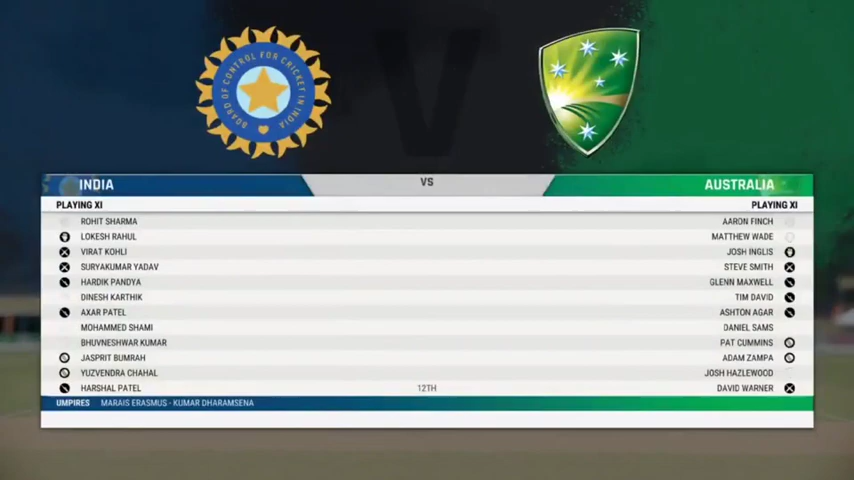 BOARD OF CONTROL FOR CRICKET IN INDIA
V
INDIA VS AUSTRALIA
PLAYING XI PLAYING XI
ROHIT SHARMA AARON FINCH
LOKESH RAHUL MATTHEW WADE
VIRAT KOHLI JOSH INGLIS
SURYAKUMAR YADAV STEVE SMITH
HARDIK PANDYA GLENN MAXWELL
DINESH KARTHIK TIM DAVID
AXAR PATEL ASHTON AGAR
MOHAMMED SHAMI DANIEL SAMS
BHUVNESHWAR KUMAR PAT CUMMINS
JASPRIT BUMRAH ADAM ZAMPA
YUZVENDRA CHAHAL JOSH HAZLEWOOD
HARSHAL PATEL 12TH DAVID WARNER
UMPIRES MARAIS ERASMUS - KUMAR DHARAMSENA